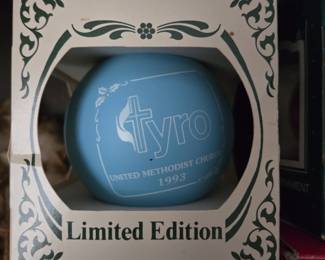 tyro
UNITED METHODIST CHURCH
1993
Limited Edition